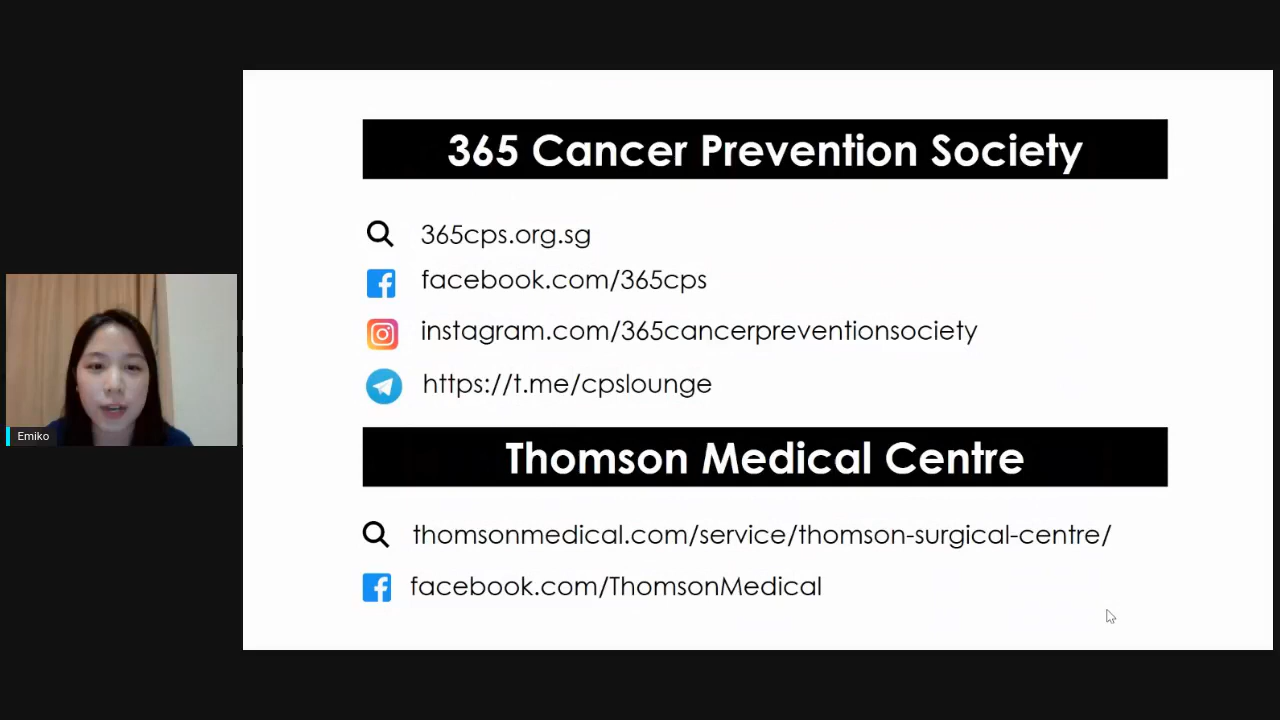 365 Cancer Prevention Society
365cps.org.sg
facebook.com/365cps
instagram.com/365cancerpreventionsociety
https://t.me/cpslounge
Emiko
Thomson Medical Centre
thomsonmedical.com/service/thomson-surgical-centre/
facebook.com/ThomsonMedical